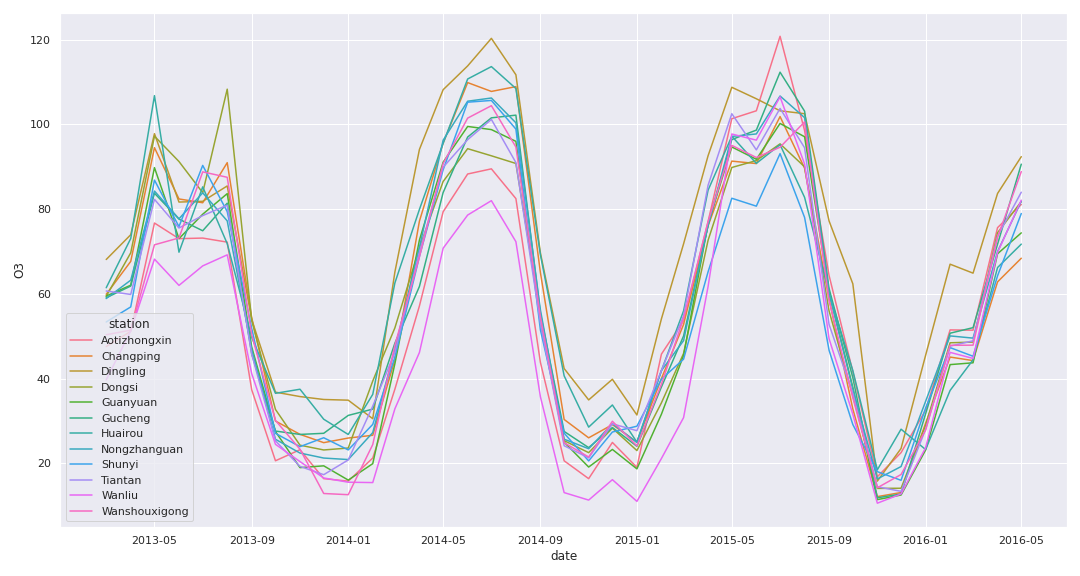 120
100
80
60
40
20
O3
station
Aotizhongxin
Changping
Dingling
Dongsi
Guanyuan
Gucheng
Huairou
Nongzhanguan
Shunyi
Tiantan
Wanliu
Wanshouxigong
2013-05 2013-09 2014-01 2014-05 2014-09 2015-01 2015-05 2015-09 2016-01 2016-05
date